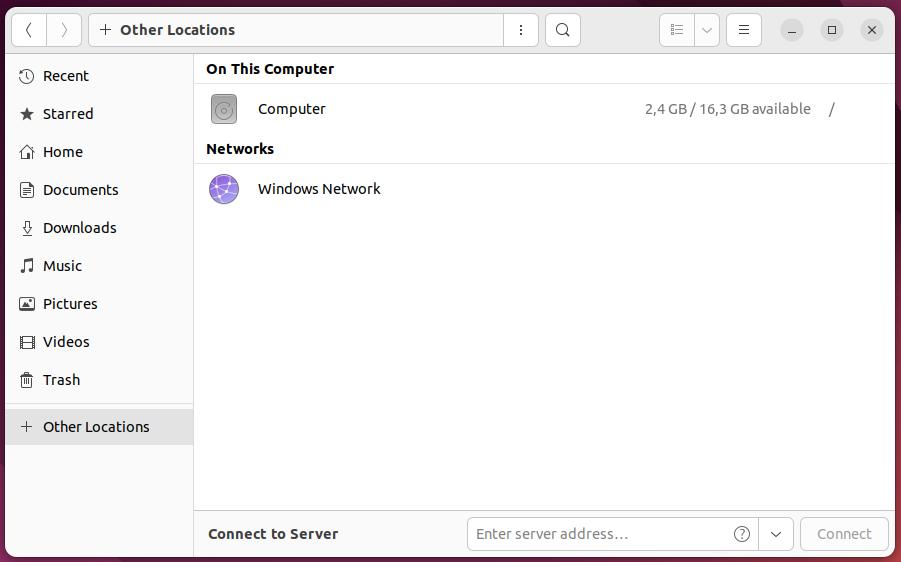 Other Locations
Recent
Starred
Home
Documents
Downloads
Music
Pictures
Videos
Trash
Other Locations
On This Computer
Computer 2,4 GB / 16,3 GB available /
Networks
Windows Network
Connect to Server Enter server address… Connect